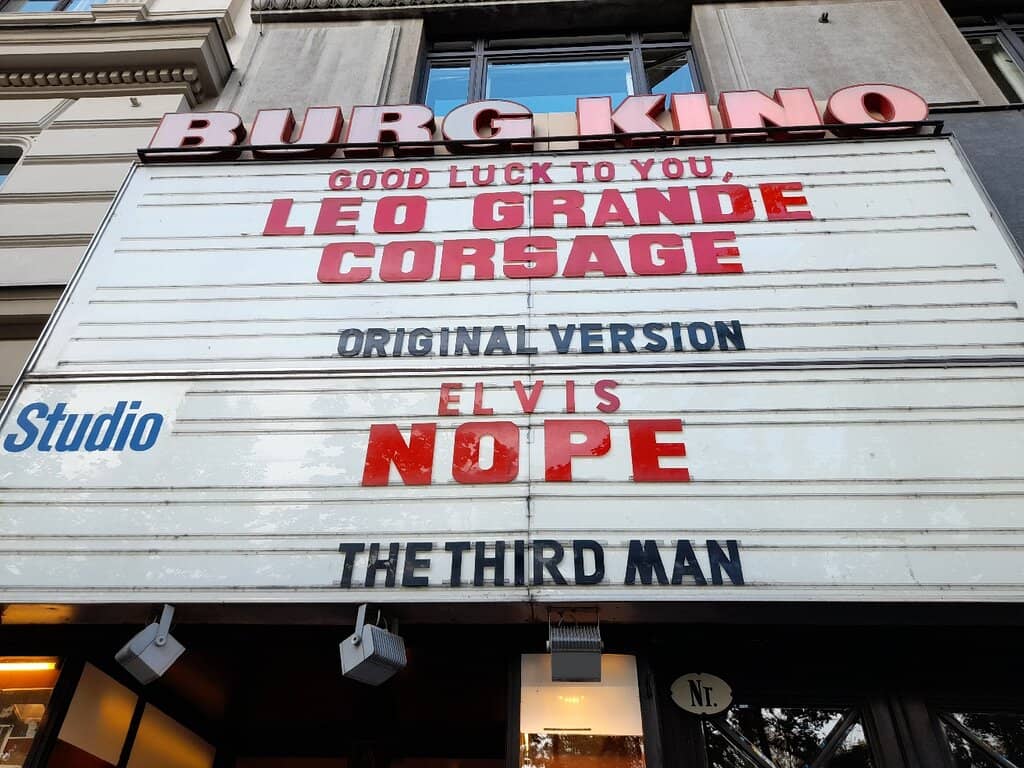 BURG KINO
GOOD LUCK TO YOU,
LEO GRANDE
CORSAGE
ORIGINAL VERSION
Studio
ELVIS
NOPE
THE THIRD MAN
Nr.